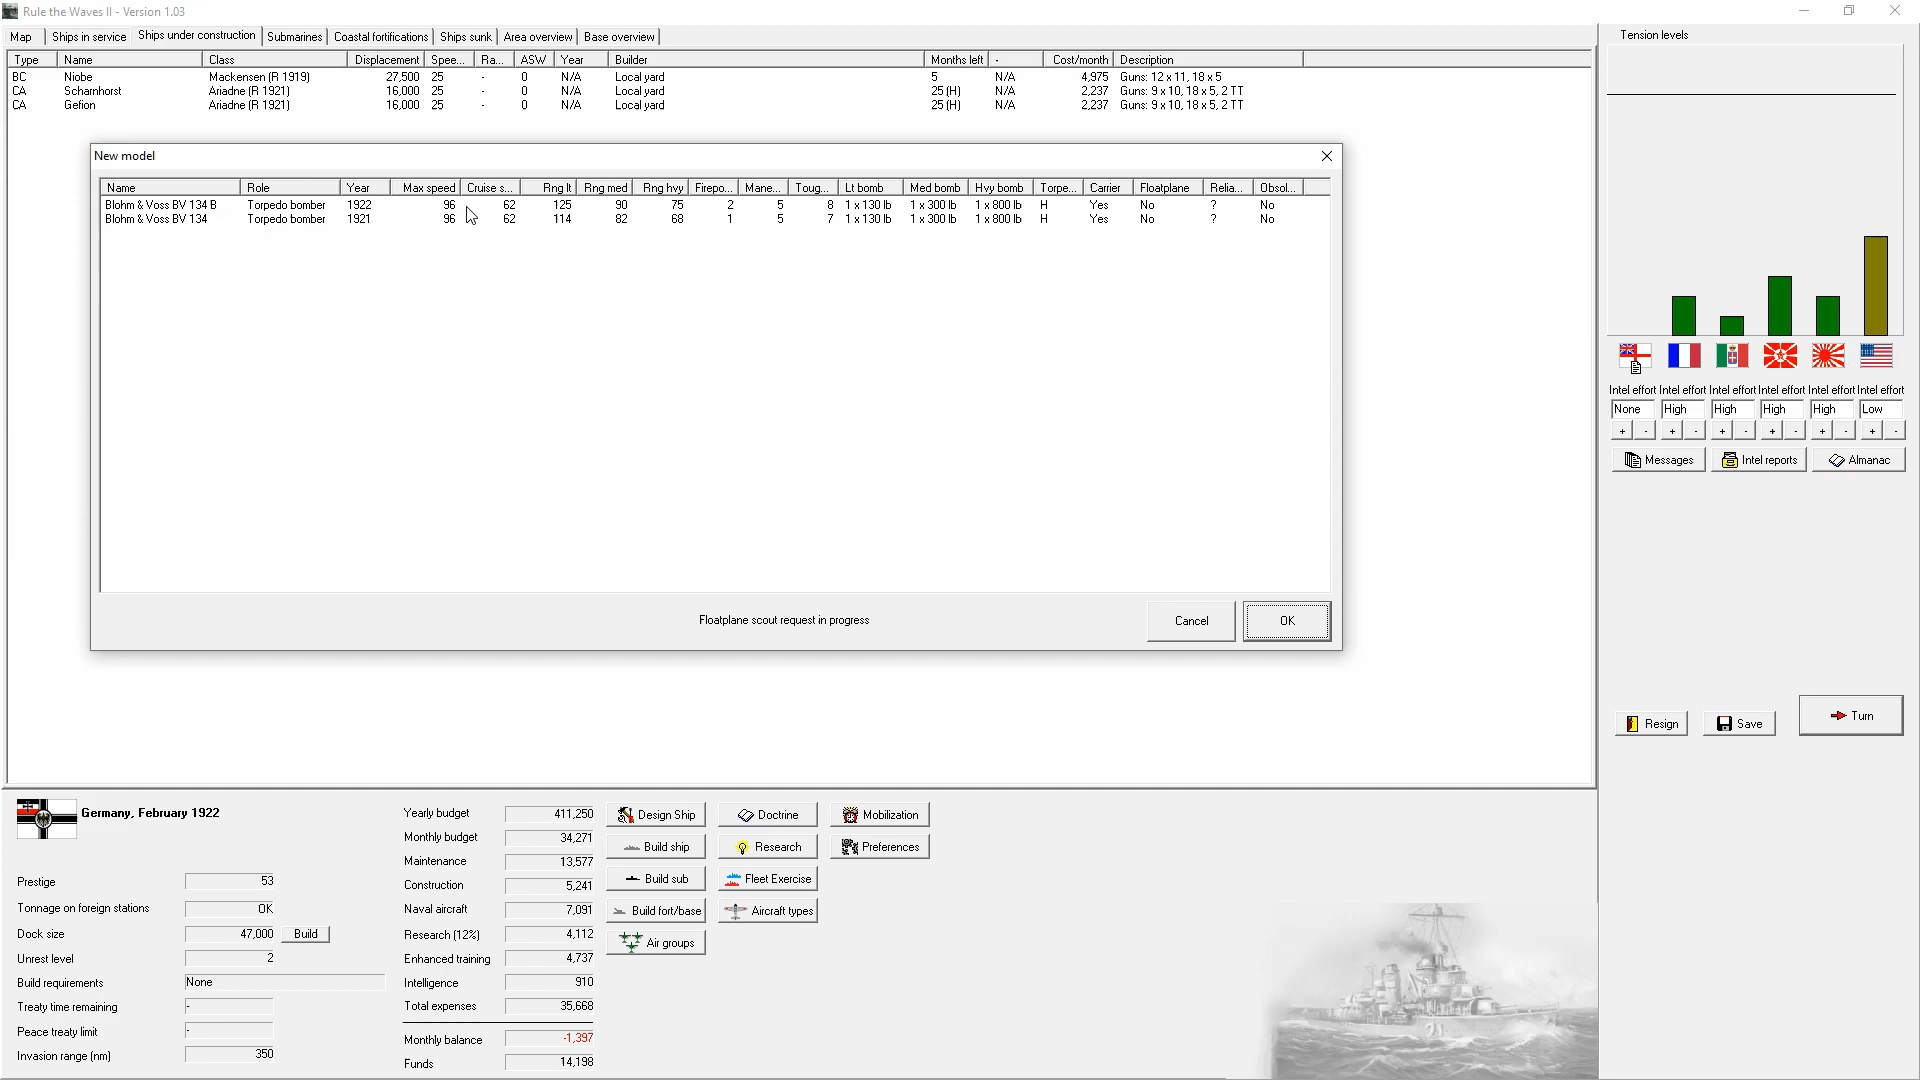 Rule the Waves II - Version 1.03
Map Ships in service Ships under construction Submarines Coastal fortifications Ships sunk Area overview Base overview
Type Name Class Displacement Spee... Ra... ASW Year Builder Months left - Cost/month Description
BC Niobe Mackensen (R 1919) 27,500 25 - 0 N/A Local yard 5 N/A 4,975 Guns: 12 x 11, 18 x 5
CA Scharnhorst Ariadne (R 1921) 16,000 25 - 0 N/A Local yard 25 (H) N/A 2,237 Guns: 9 x 10, 18 x 5, 2 TT
CA Gefion Ariadne (R 1921) 16,000 25 - 0 N/A Local yard 25 (H) N/A 2,237 Guns: 9 x 10, 18 x 5, 2 TT
New model
Name Role Year Max speed Cruise s... Rng lt Rng med Rng hvy Firepo... Mane... Toug... Lt bomb Med bomb Hvy bomb Torpe... Carrier Floatplane Relia... Obsol...
Blohm & Voss BV 134 B Torpedo bomber 1922 96 62 125 90 75 2 5 8 1 x 130 lb 1 x 300 lb 1 x 800 lb H Yes No ? No
Blohm & Voss BV 134 Torpedo bomber 1921 96 62 114 82 68 1 5 7 1 x 130 lb 1 x 300 lb 1 x 800 lb H Yes No ? No
Floatplane scout request in progress
Cancel OK
Tension levels
Intel effort Intel effort Intel effort Intel effort Intel effort Intel effort
None High High High High Low
+ - + - + - + - + - + -
Messages Intel reports Almanac
Resign Save Turn
Germany, February 1922
Prestige 53
Tonnage on foreign stations OK
Dock size 47,000 Build
Unrest level 2
Build requirements None
Treaty time remaining -
Peace treaty limit -
Invasion range (nm) 350
Yearly budget 411,250
Monthly budget 34,271
Maintenance 13,577
Construction 5,241
Naval aircraft 7,091
Research (12%) 4,112
Enhanced training 4,737
Intelligence 910
Total expenses 35,668
Monthly balance -1,397
Funds 14,198
Design Ship Doctrine Mobilization
Build ship Research Preferences
Build sub Fleet Exercise
Build fort/base Aircraft types
Air groups